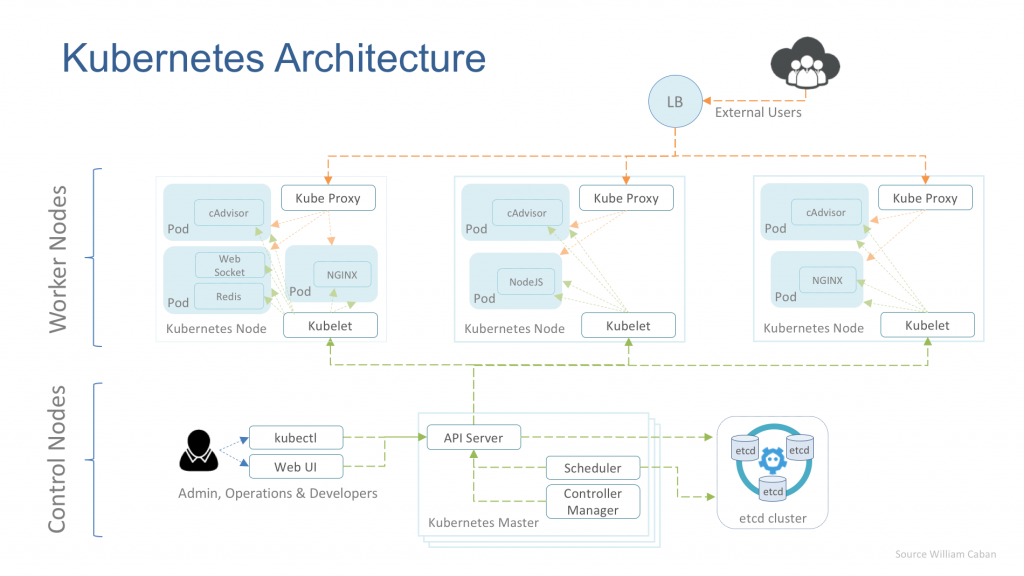 Kubernetes Architecture
LB
External Users
Worker Nodes
Kube Proxy
cAdvisor
Pod
Web
Socket
Redis
Pod
NGINX
Pod
Kubernetes Node
Kubelet
Kube Proxy
cAdvisor
Pod
NodeJS
Pod
Kubernetes Node
Kubelet
Kube Proxy
cAdvisor
Pod
NGINX
Pod
Kubernetes Node
Kubelet
Control Nodes
kubectl
Web UI
Admin, Operations & Developers
API Server
Scheduler
Controller
Manager
Kubernetes Master
etcd
etcd
etcd
etcd cluster
Source William Caban